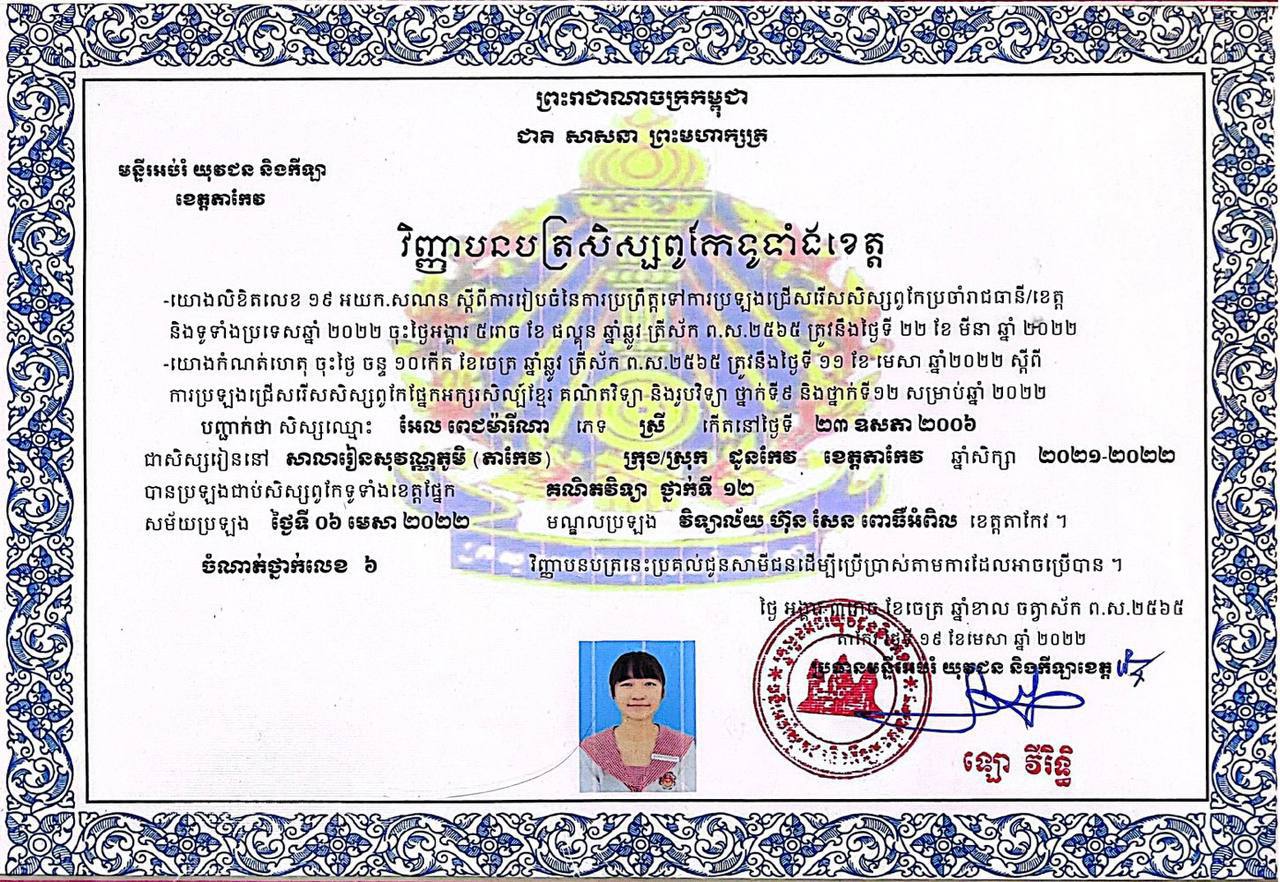 ព្រះរាជាណាចក្រកម្ពុជា
ជាតិ សាសនា ព្រះមហាក្សត្រ
មន្ទីរអប់រំ យុវជន និងកីឡា
ខេត្តតាកែវ
វិញ្ញាបនបត្រសិស្សពូកែទូទាំងខេត្ត
-យោងលិខិតលេខ ១៩ អយក.សណន ស្តីពីការរៀបចំនៃការប្រព្រឹត្តទៅការប្រឡងជ្រើសរើសសិស្សពូកែប្រចាំរាជធានី/ខេត្ត
និងទូទាំងប្រទេសឆ្នាំ ២០២២ ចុះថ្ងៃអង្គារ ៥រោច ខែ ផល្គុន ឆ្នាំឆ្លូវ ត្រីស័ក ព.ស.២៥៦៥ ត្រូវនឹងថ្ងៃទី ២២ ខែ មីនា ឆ្នាំ ២០២២
-យោងកំណត់ហេតុ ចុះថ្ងៃ ចន្ទ ១០កើត ខែចេត្រ ឆ្នាំឆ្លូវ ត្រីស័ក ព.ស.២៥៦៥ ត្រូវនឹងថ្ងៃទី ១១ ខែ មេសា ឆ្នាំ២០២២ ស្តីពី
ការប្រឡងជ្រើសរើសសិស្សពូកែផ្នែកអក្សរសិល្ប៍ខ្មែរ គណិតវិទ្យា និងរូបវិទ្យា ថ្នាក់ទី៩ និងថ្នាក់ទី១២ សម្រាប់ឆ្នាំ ២០២២
បញ្ជាក់ថា សិស្សឈ្មោះ អែល ពេជម៉ារីណា ភេទ ស្រី កើតនៅថ្ងៃទី ២៣ ឧសភា ២០០៦
ជាសិស្សរៀននៅ សាលារៀនសុវណ្ណភូមិ (តាកែវ) ក្រុង/ស្រុក ដូនកែវ ខេត្តតាកែវ ឆ្នាំសិក្សា ២០២១-២០២២
បានប្រឡងជាប់សិស្សពូកែទូទាំងខេត្តផ្នែក គណិតវិទ្យា ថ្នាក់ទី ១២
សម័យប្រឡង ថ្ងៃទី ០៦ មេសា ២០២២ មណ្ឌលប្រឡង វិទ្យាល័យ ហ៊ុន សែន ពោធិ៍អំពិល ខេត្តតាកែវ ។
ចំណាត់ថ្នាក់លេខ ៦ វិញ្ញាបនបត្រនេះប្រគល់ជូនសាមីជនដើម្បីប្រើប្រាស់តាមការដែលអាចប្រើបាន ។
ថ្ងៃ អង្គារ ៣រោច ខែចេត្រ ឆ្នាំខាល ចត្វាស័ក ព.ស.២៥៦៥
តាកែវ ថ្ងៃទី ១៩ ខែមេសា ឆ្នាំ ២០២២
ប្រធានមន្ទីរអប់រំ យុវជន និងកីឡាខេត្ត
ឡោ វីរិទ្ធិ